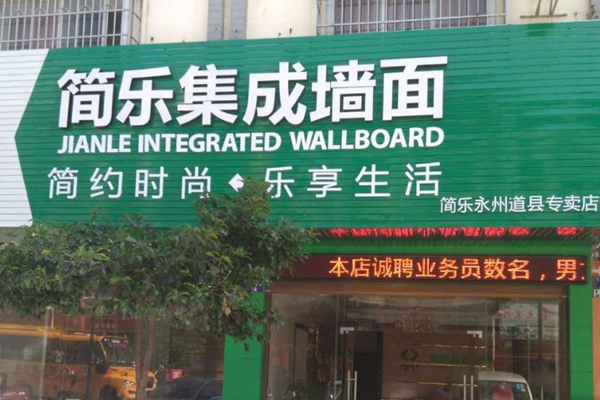 简乐集成墙面
JIANLE INTEGRATED WALLBOARD
简约时尚 乐享生活
简乐永州道县专卖店
本店诚聘业务员数名，男